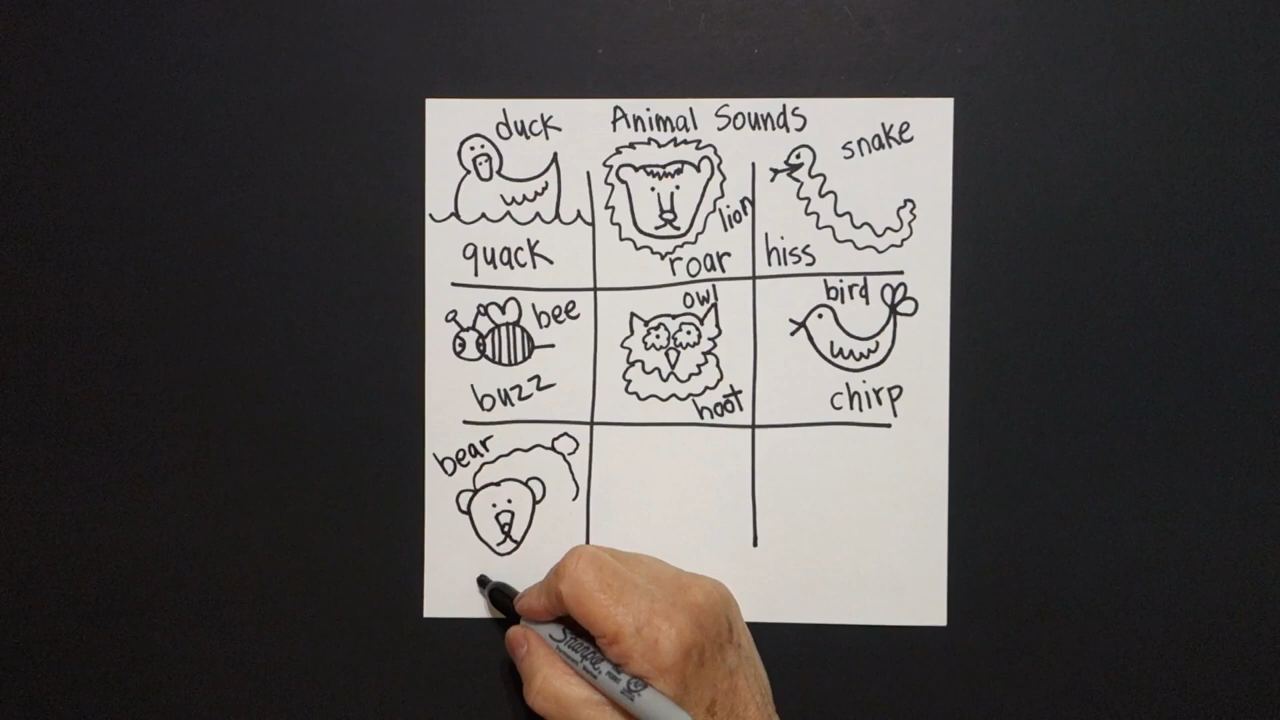 Animal Sounds
duck
quack
lion
roar
snake
hiss
bee
buzz
owl
hoot
bird
chirp
bear
Sharpie